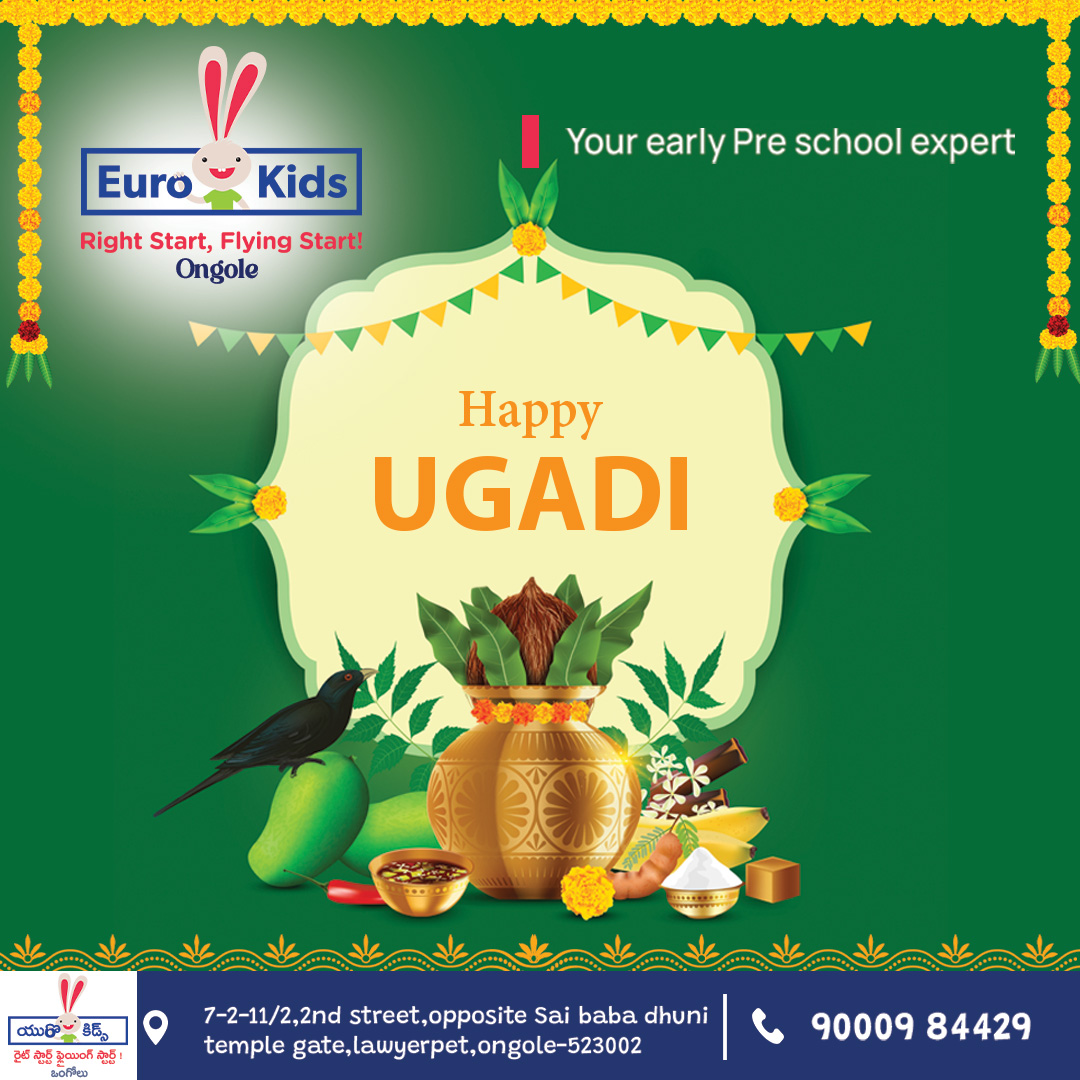 Euro Kids
Right Start, Flying Start!
Ongole
Your early Pre school expert
Happy
UGADI
యురో కిడ్స్
రైట్ స్టార్ట్ ఫ్లైయింగ్ స్టార్ట్ !
ఒంగోలు
7-2-11/2,2nd street,opposite Sai baba dhuni
temple gate,lawyerpet,ongole-523002
90009 84429